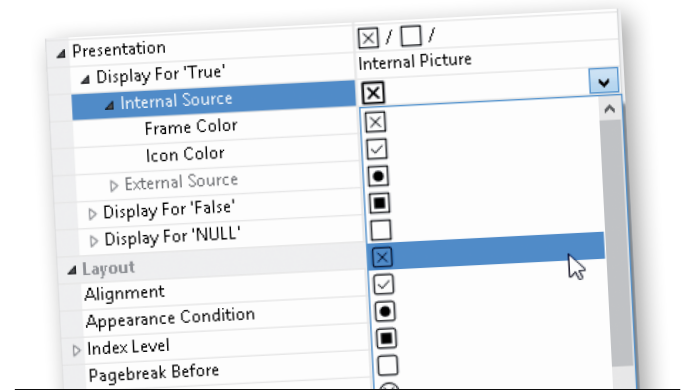 Presentation
/ /
Display For 'True'
Internal Picture
Internal Source
Frame Color
Icon Color
External Source
Display For 'False'
Display For 'NULL'
Layout
Alignment
Appearance Condition
Index Level
Pagebreak Before